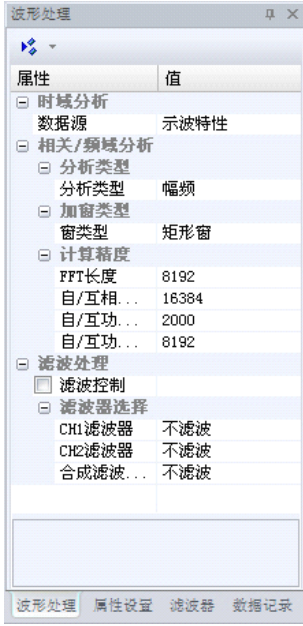 波形处理
属性 值
时域分析
数据源 示波特性
相关/频域分析
分析类型
分析类型 幅频
加窗类型
窗类型 矩形窗
计算精度
FFT长度 8192
自/互相... 16384
自/互功... 2000
自/互功... 8192
滤波处理
滤波控制
滤波器选择
CH1滤波器 不滤波
CH2滤波器 不滤波
合成滤波... 不滤波
波形处理 属性设置 滤波器 数据记录